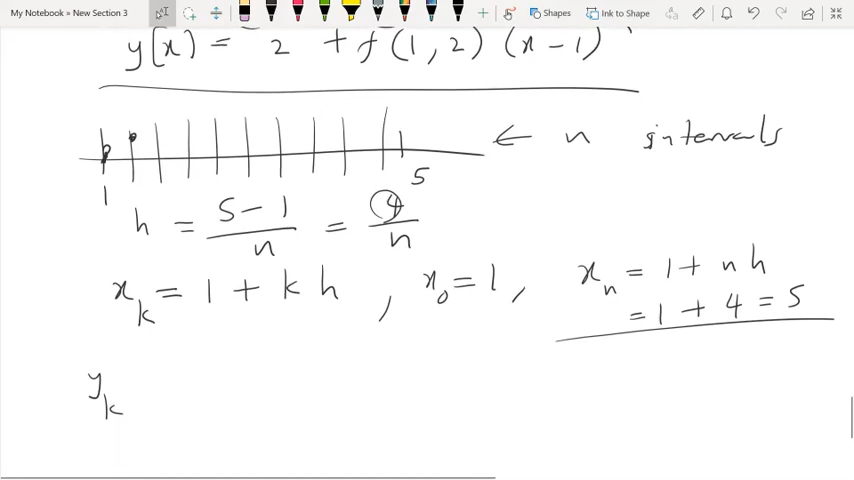 My Notebook » New Section 3
Shapes
Ink to Shape
y[x] = 2 + f(1, 2) (x - 1)
← n intervals
1
5
h = 5 - 1 / n = 4 / n
x_k = 1 + k h , x_0 = 1 , x_n = 1 + n h
= 1 + 4 = 5
y_k